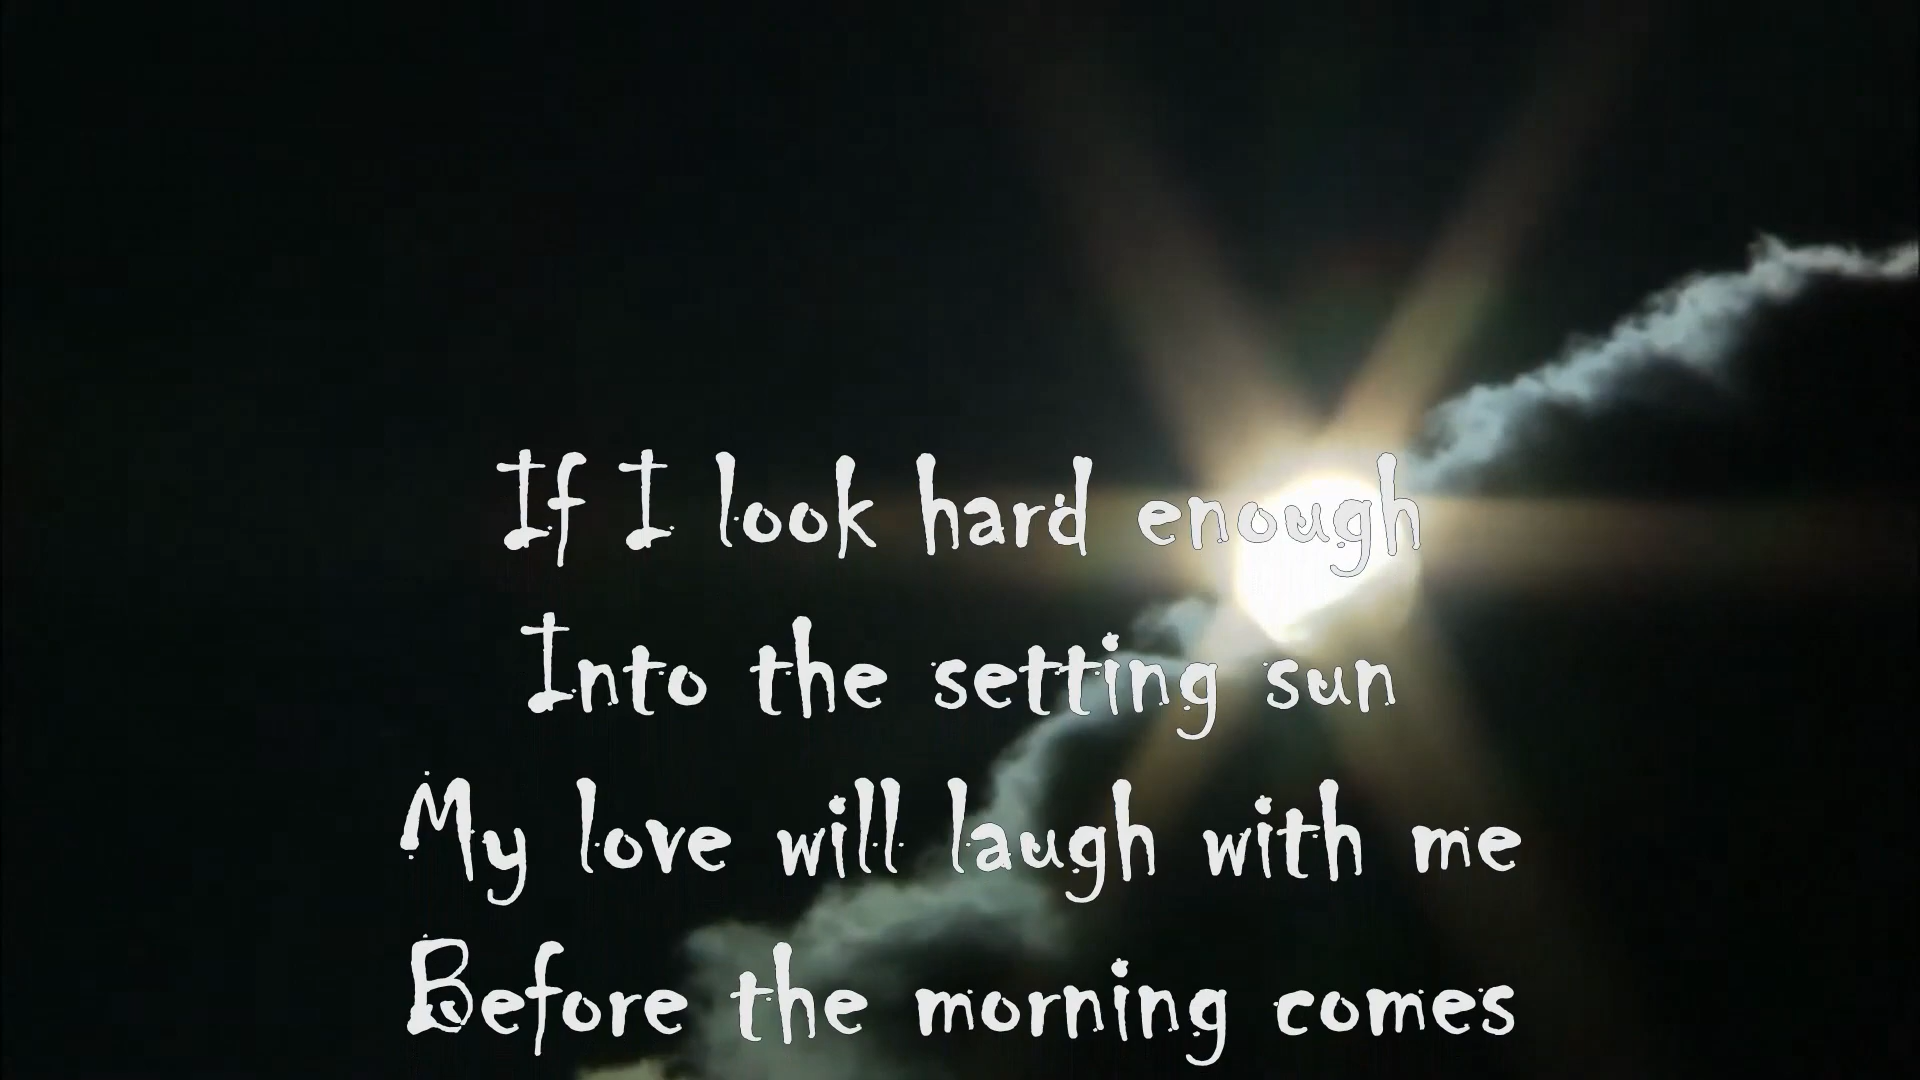 If I look hard enough
Into the setting sun
My love will laugh with me
Before the morning comes